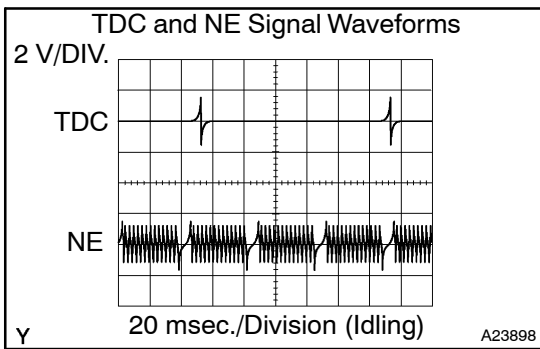 TDC and NE Signal Waveforms
2 V/DIV.
TDC
NE
20 msec./Division (Idling)
Y
A23898